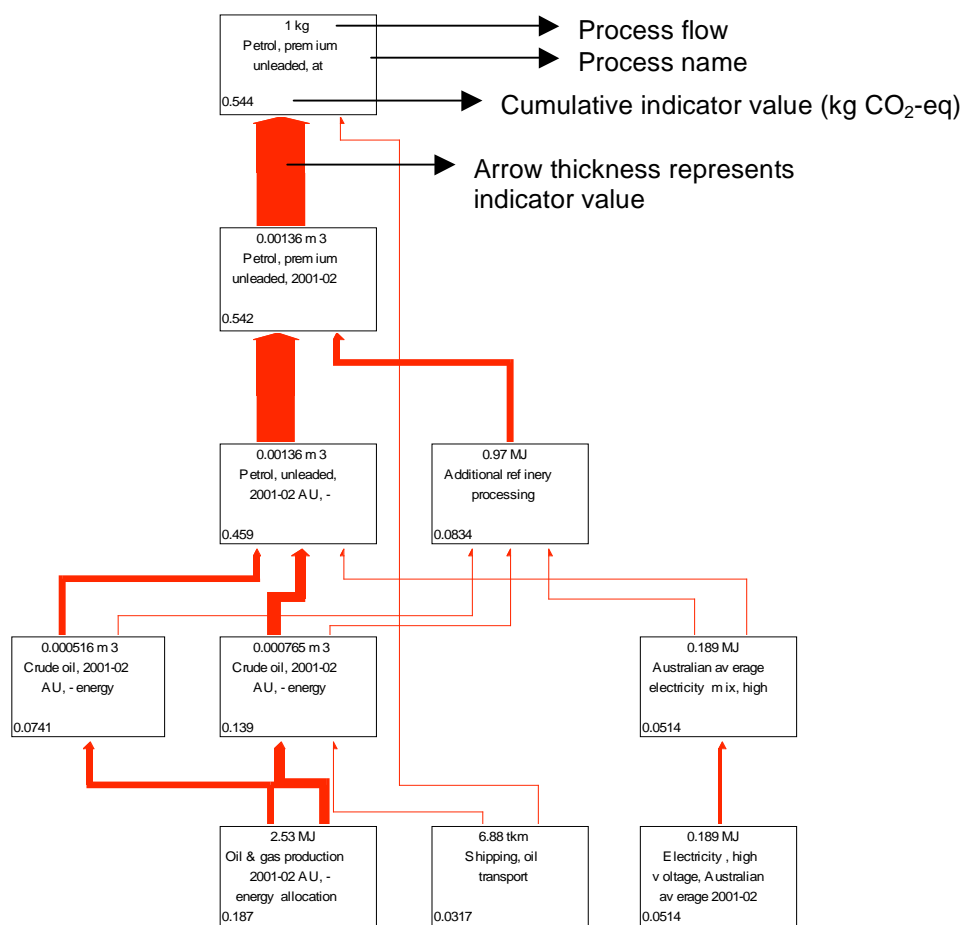 1 kg
Petrol, premium
unleaded, at
0.544
Process flow
Process name
Cumulative indicator value (kg CO₂-eq)
Arrow thickness represents
indicator value
0.00136 m3
Petrol, premium
unleaded, 2001-02
0.542
0.00136 m3
Petrol, unleaded,
2001-02 AU, -
0.459
0.97 MJ
Additional refinery
processing
0.0834
0.000516 m3
Crude oil, 2001-02
AU, - energy
0.0741
0.000765 m3
Crude oil, 2001-02
AU, - energy
0.139
0.189 MJ
Australian average
electricity mix, high
0.0514
2.53 MJ
Oil & gas production
2001-02 AU, -
energy allocation
0.187
6.88 tkm
Shipping, oil
transport
0.0317
0.189 MJ
Electricity, high
voltage, Australian
average 2001-02
0.0514